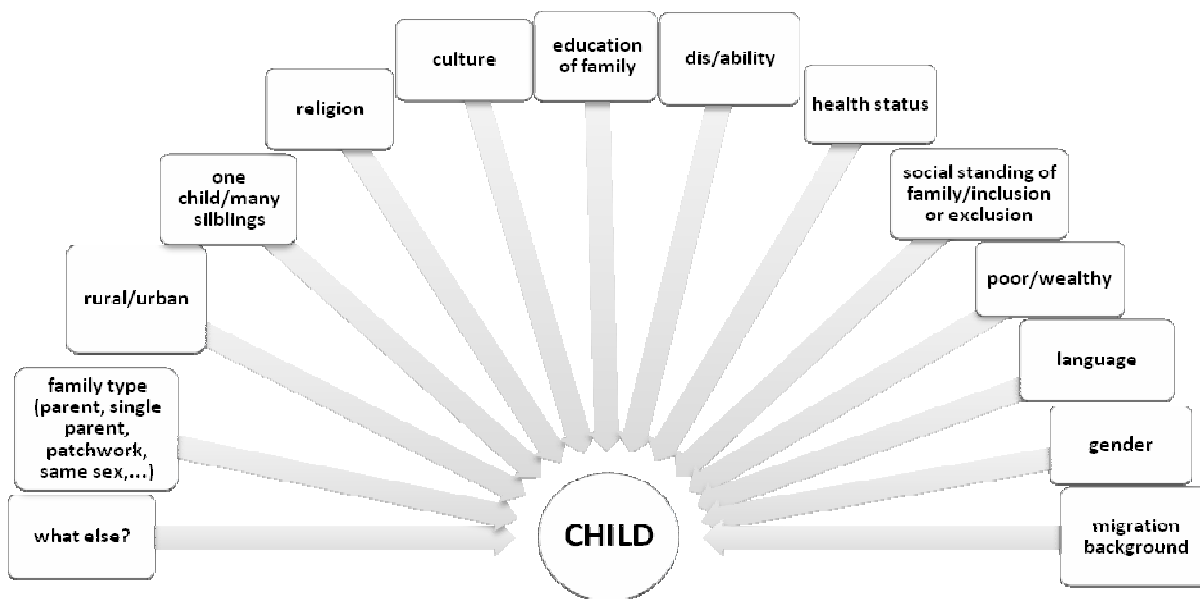 what else?
family type
(parent, single
parent,
patchwork,
same sex,...)
rural/urban
one
child/many
silblings
religion
culture
education
of family
dis/ability
health status
social standing of
family/inclusion
or exclusion
poor/wealthy
language
gender
migration
background
CHILD